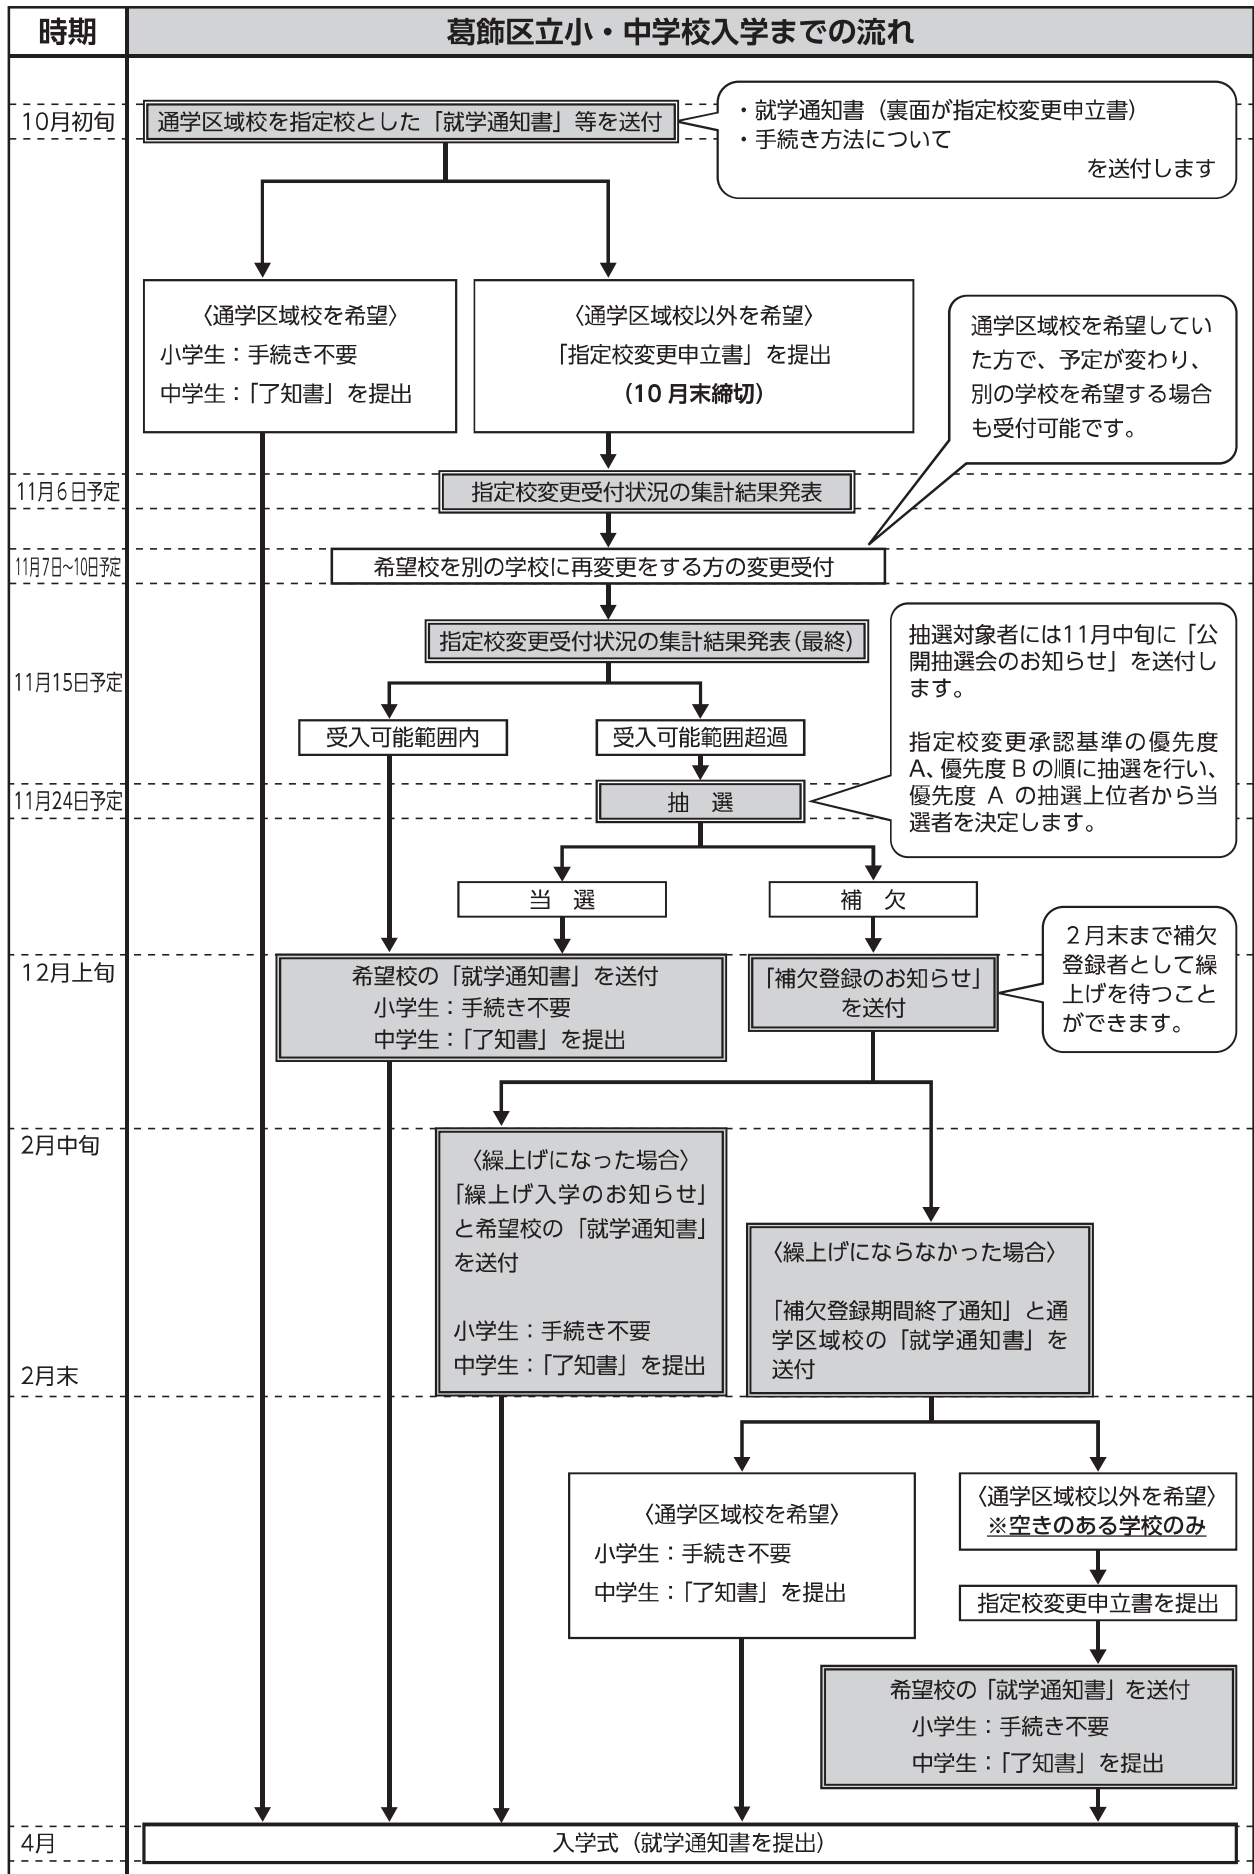 時期
葛飾区立小・中学校入学までの流れ
10月初旬
通学区域校を指定校とした「就学通知書」等を送付
・就学通知書（裏面が指定校変更申立書）
・手続き方法について
を送付します
〈通学区域校を希望〉
小学生：手続き不要
中学生：「了知書」を提出
〈通学区域校以外を希望〉
「指定校変更申立書」を提出
（10 月末締切）
通学区域校を希望してい
た方で、予定が変わり、
別の学校を希望する場合
も受付可能です。
11月6日予定
指定校変更受付状況の集計結果発表
11月7日～10日予定
希望校を別の学校に再変更をする方の変更受付
指定校変更受付状況の集計結果発表（最終）
11月15日予定
受入可能範囲内
受入可能範囲超過
抽選対象者には11月中旬に「公
開抽選会のお知らせ」を送付し
ます。
指定校変更承認基準の優先度
A、優先度 B の順に抽選を行い、
優先度 A の抽選上位者から当
選者を決定します。
11月24日予定
抽　選
当　選
補　欠
12月上旬
希望校の「就学通知書」を送付
小学生：手続き不要
中学生：「了知書」を提出
「補欠登録のお知らせ」
を送付
２月末まで補欠
登録者として繰
上げを待つこと
ができます。
2月中旬
〈繰上げになった場合〉
「繰上げ入学のお知らせ」
と希望校の「就学通知書」
を送付
小学生：手続き不要
中学生：「了知書」を提出
〈繰上げにならなかった場合〉
「補欠登録期間終了通知」と通
学区域校の「就学通知書」を
送付
2月末
〈通学区域校を希望〉
小学生：手続き不要
中学生：「了知書」を提出
〈通学区域校以外を希望〉
※空きのある学校のみ
指定校変更申立書を提出
希望校の「就学通知書」を送付
小学生：手続き不要
中学生：「了知書」を提出
4月
入学式（就学通知書を提出）